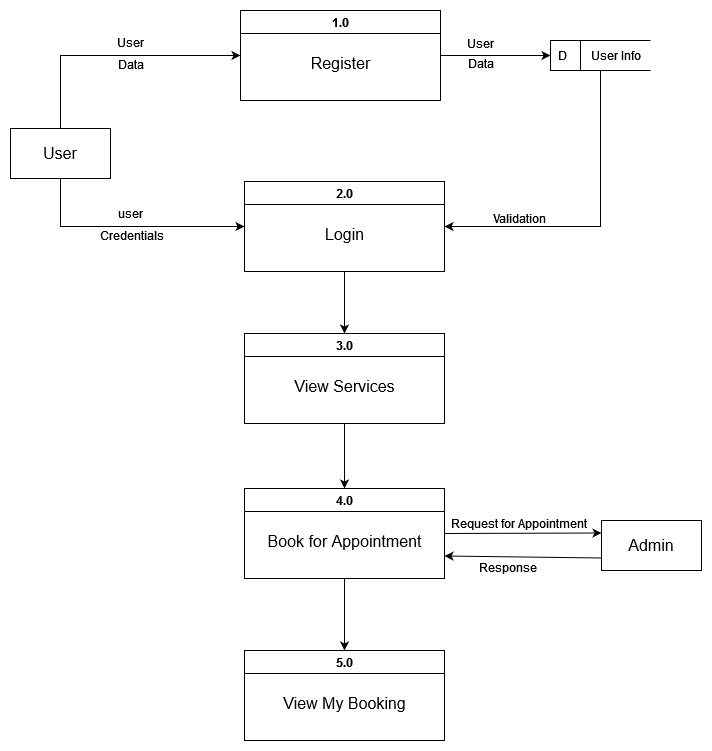 1.0
User
Data
Register
User
Data
D
User Info
User
user
Credentials
2.0
Login
Validation
3.0
View Services
4.0
Book for Appointment
Request for Appointment
Response
Admin
5.0
View My Booking